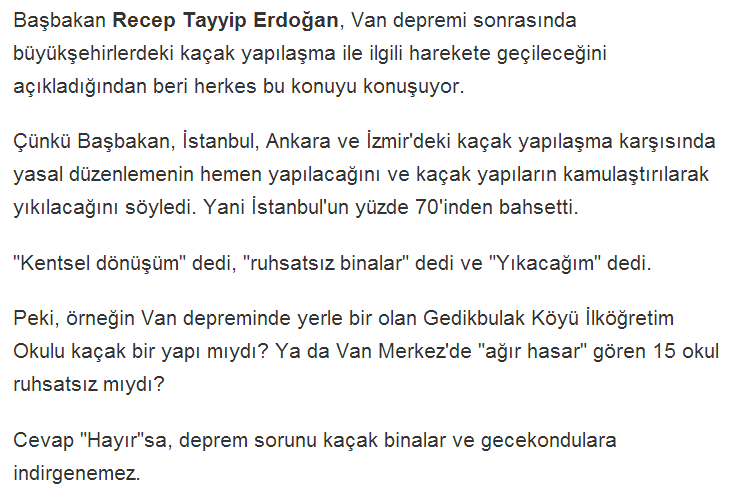 Başbakan Recep Tayyip Erdoğan, Van depremi sonrasında
büyükşehirlerdeki kaçak yapılaşma ile ilgili harekete geçileceğini
açıkladığından beri herkes bu konuyu konuşuyor.
Çünkü Başbakan, İstanbul, Ankara ve İzmir'deki kaçak yapılaşma karşısında
yasal düzenlemenin hemen yapılacağını ve kaçak yapıların kamulaştırılarak
yıkılacağını söyledi. Yani İstanbul'un yüzde 70'inden bahsetti.
"Kentsel dönüşüm" dedi, "ruhsatsız binalar" dedi ve "Yıkacağım" dedi.
Peki, örneğin Van depreminde yerle bir olan Gedikbulak Köyü İlköğretim
Okulu kaçak bir yapı mıydı? Ya da Van Merkez'de "ağır hasar" gören 15 okul
ruhsatsız mıydı?
Cevap "Hayır"sa, deprem sorunu kaçak binalar ve gecekondulara
indirgenemez.